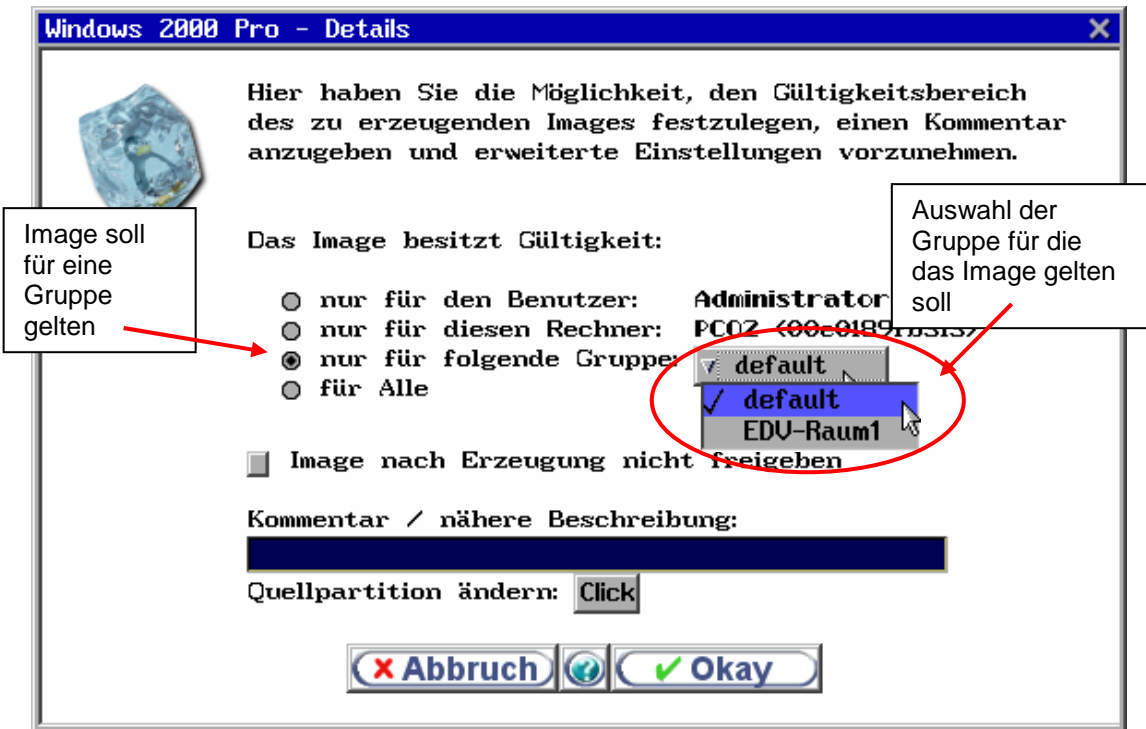 Windows 2000 Pro - Details
Hier haben Sie die Möglichkeit, den Gültigkeitsbereich
des zu erzeugenden Images festzulegen, einen Kommentar
anzugeben und erweiterte Einstellungen vorzunehmen.
Image soll
für eine
Gruppe
gelten
Auswahl der
Gruppe für die
das Image gelten
soll
Das Image besitzt Gültigkeit:
nur für den Benutzer: Administrator
nur für diesen Rechner: PC02
nur für folgende Gruppe: default
für Alle
default
EDV-Raum1
Image nach Erzeugung nicht freigeben
Kommentar / nähere Beschreibung:
Quellpartition ändern: Click
Abbruch ? Okay